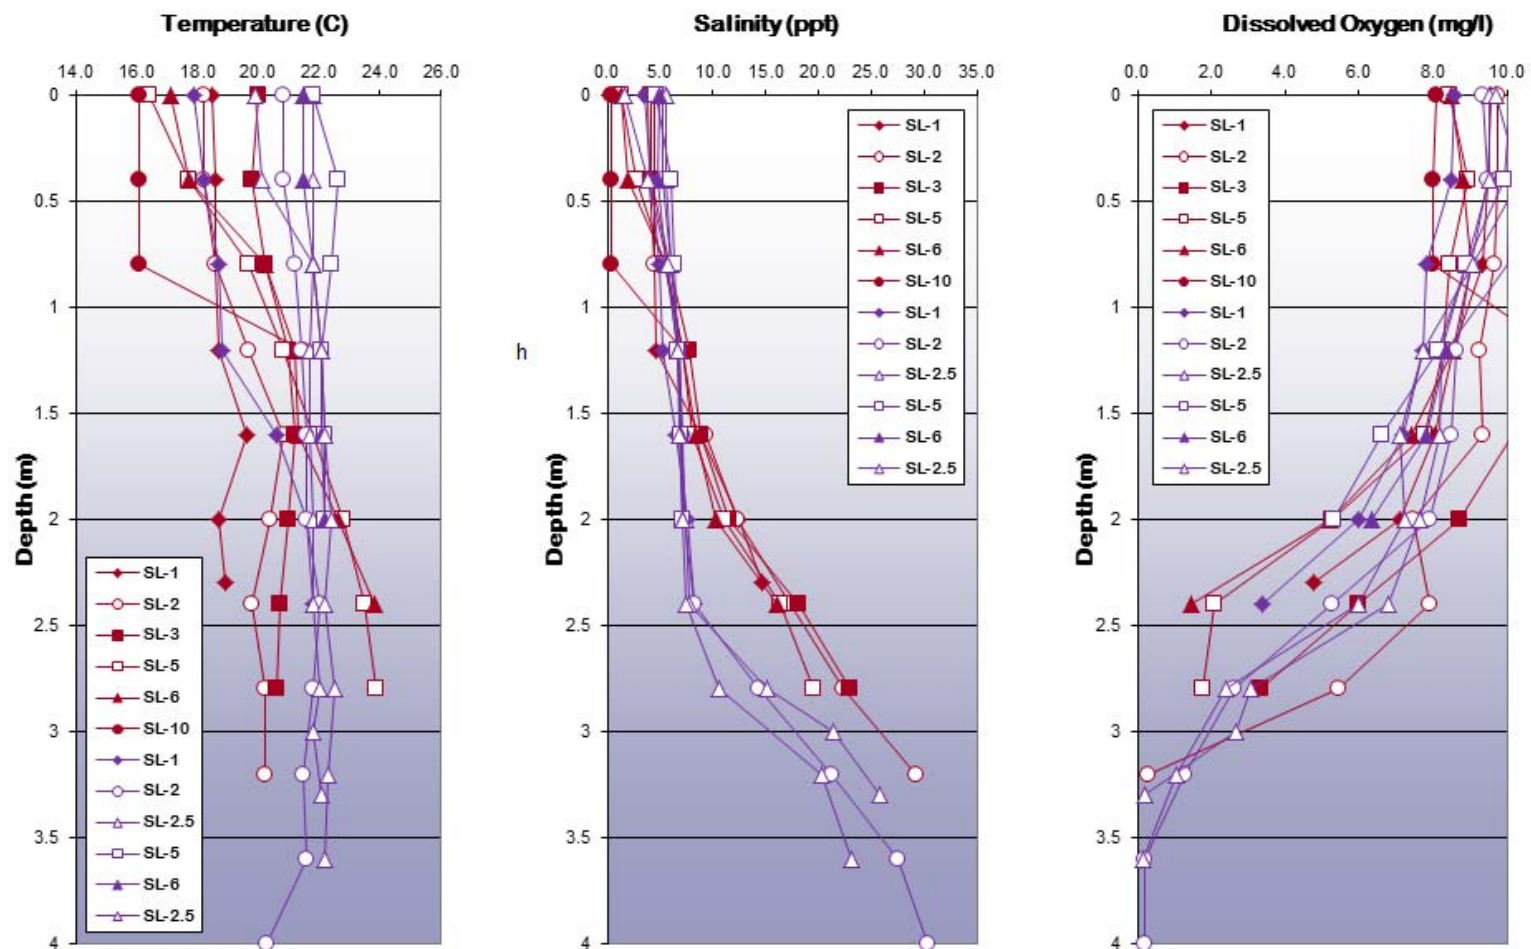 Temperature (C)
14.0 16.0 18.0 20.0 22.0 24.0 26.0
0
0.5
1
1.5
2
2.5
3
3.5
4
Depth (m)
SL-1
SL-2
SL-3
SL-5
SL-6
SL-10
SL-1
SL-2
SL-2.5
SL-5
SL-6
SL-2.5
Salinity (ppt)
0.0 5.0 10.0 15.0 20.0 25.0 30.0 35.0
0
0.5
1
1.5
2
2.5
3
3.5
4
h
Depth (m)
SL-1
SL-2
SL-3
SL-5
SL-6
SL-10
SL-1
SL-2
SL-2.5
SL-5
SL-6
SL-2.5
Dissolved Oxygen (mg/l)
0.0 2.0 4.0 6.0 8.0 10.0
0
0.5
1
1.5
2
2.5
3
3.5
4
Depth (m)
SL-1
SL-2
SL-3
SL-5
SL-6
SL-10
SL-1
SL-2
SL-2.5
SL-5
SL-6
SL-2.5